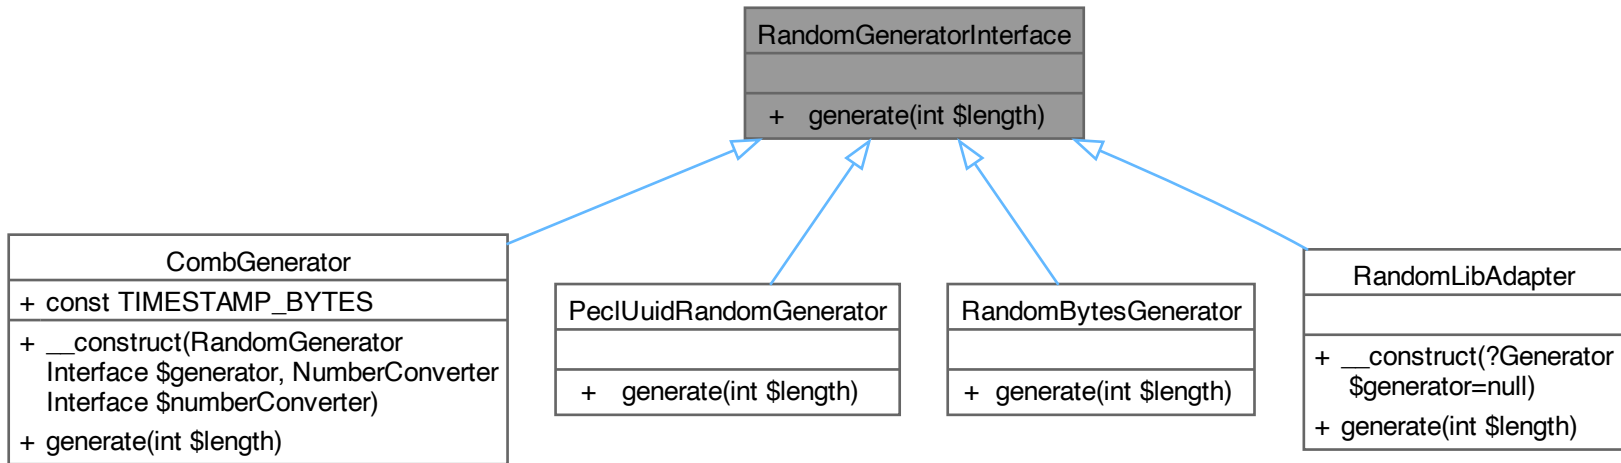 RandomGeneratorInterface
+ generate(int $length)
CombGenerator
+ const TIMESTAMP_BYTES
+ __construct(RandomGenerator
Interface $generator, NumberConverter
Interface $numberConverter)
+ generate(int $length)
PeclUuidRandomGenerator
+ generate(int $length)
RandomBytesGenerator
+ generate(int $length)
RandomLibAdapter
+ __construct(?Generator
$generator=null)
+ generate(int $length)